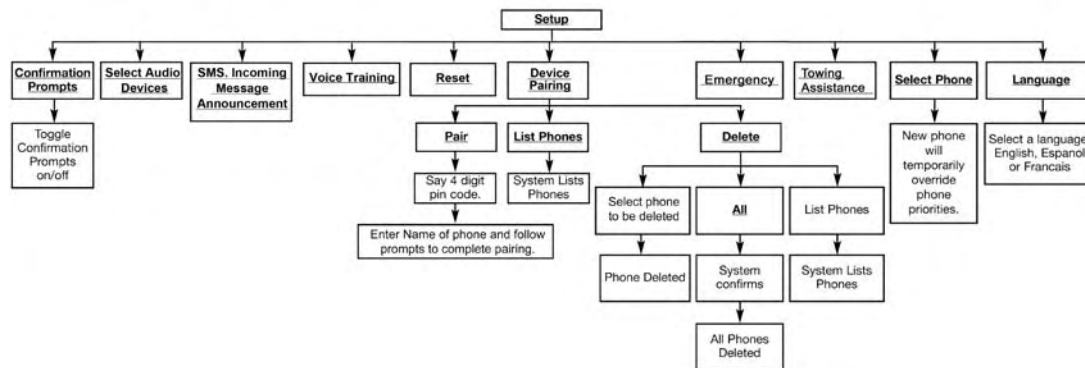 Setup
Confirmation
Prompts
Select Audio
Devices
SMS. Incoming
Message
Announcement
Voice Training
Reset
Device
Pairing
Emergency
Towing
Assistance
Select Phone
Language
Toggle
Confirmation
Prompts
on/off
Pair
List Phones
Delete
New phone
will
temporarily
override
phone
priorities.
Select a language
English, Espanol
or Francais
Say 4 digit
pin code.
System Lists
Phones
Select phone
to be deleted
All
List Phones
Enter Name of phone and follow
prompts to complete pairing.
Phone Deleted
System
confirms
System Lists
Phones
All Phones
Deleted